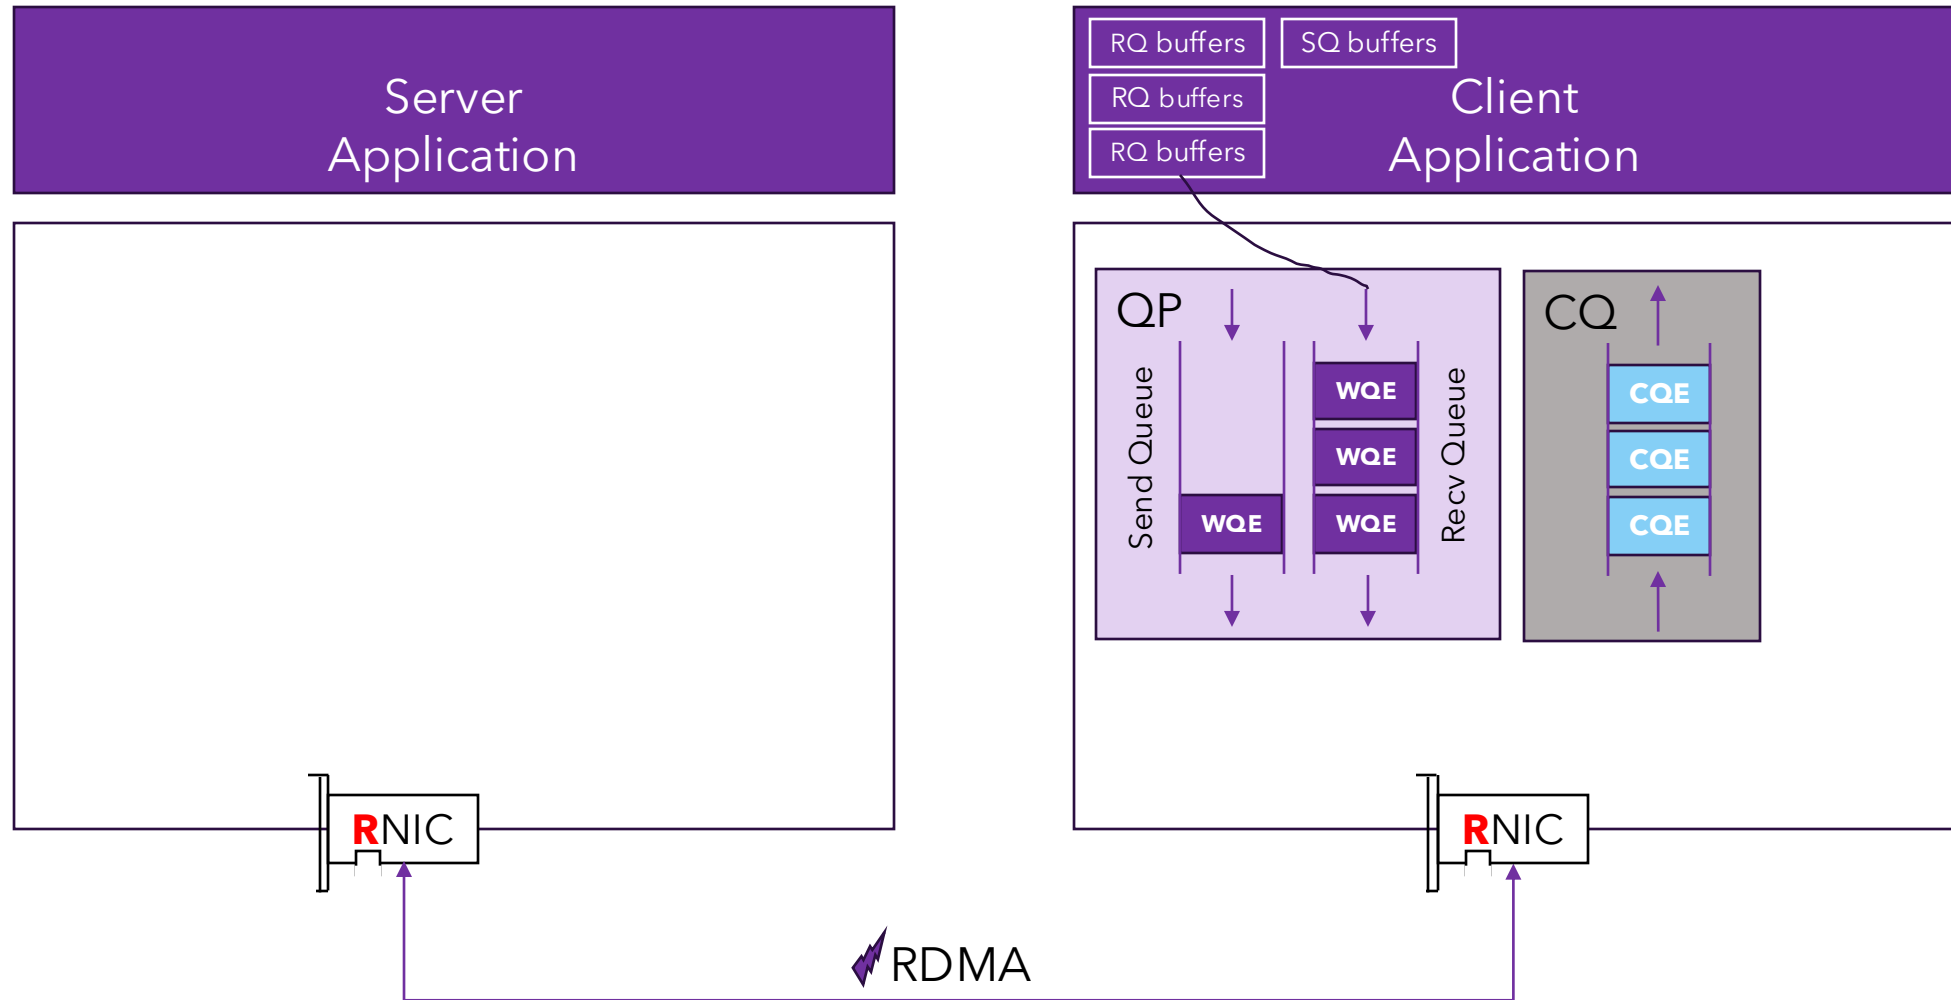 Server
Application
RQ buffers
SQ buffers
RQ buffers
RQ buffers
Client
Application
QP
Send Queue
WQE
WQE
WQE
WQE
Recv Queue
CQ
CQE
CQE
CQE
RNIC
RNIC
RDMA